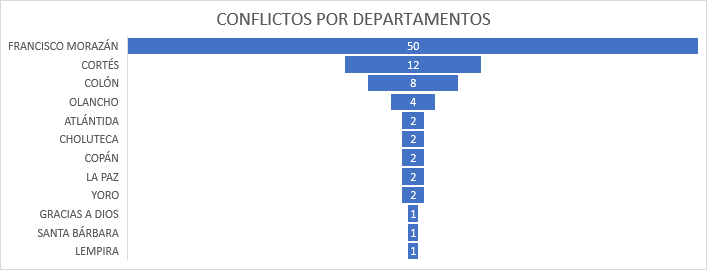 CONFLICTOS POR DEPARTAMENTOS
FRANCISCO MORAZÁN 50
CORTÉS 12
COLÓN 8
OLANCHO 4
ATLÁNTIDA 2
CHOLUTECA 2
COPÁN 2
LA PAZ 2
YORO 2
GRACIAS A DIOS 1
SANTA BÁRBARA 1
LEMPIRA 1